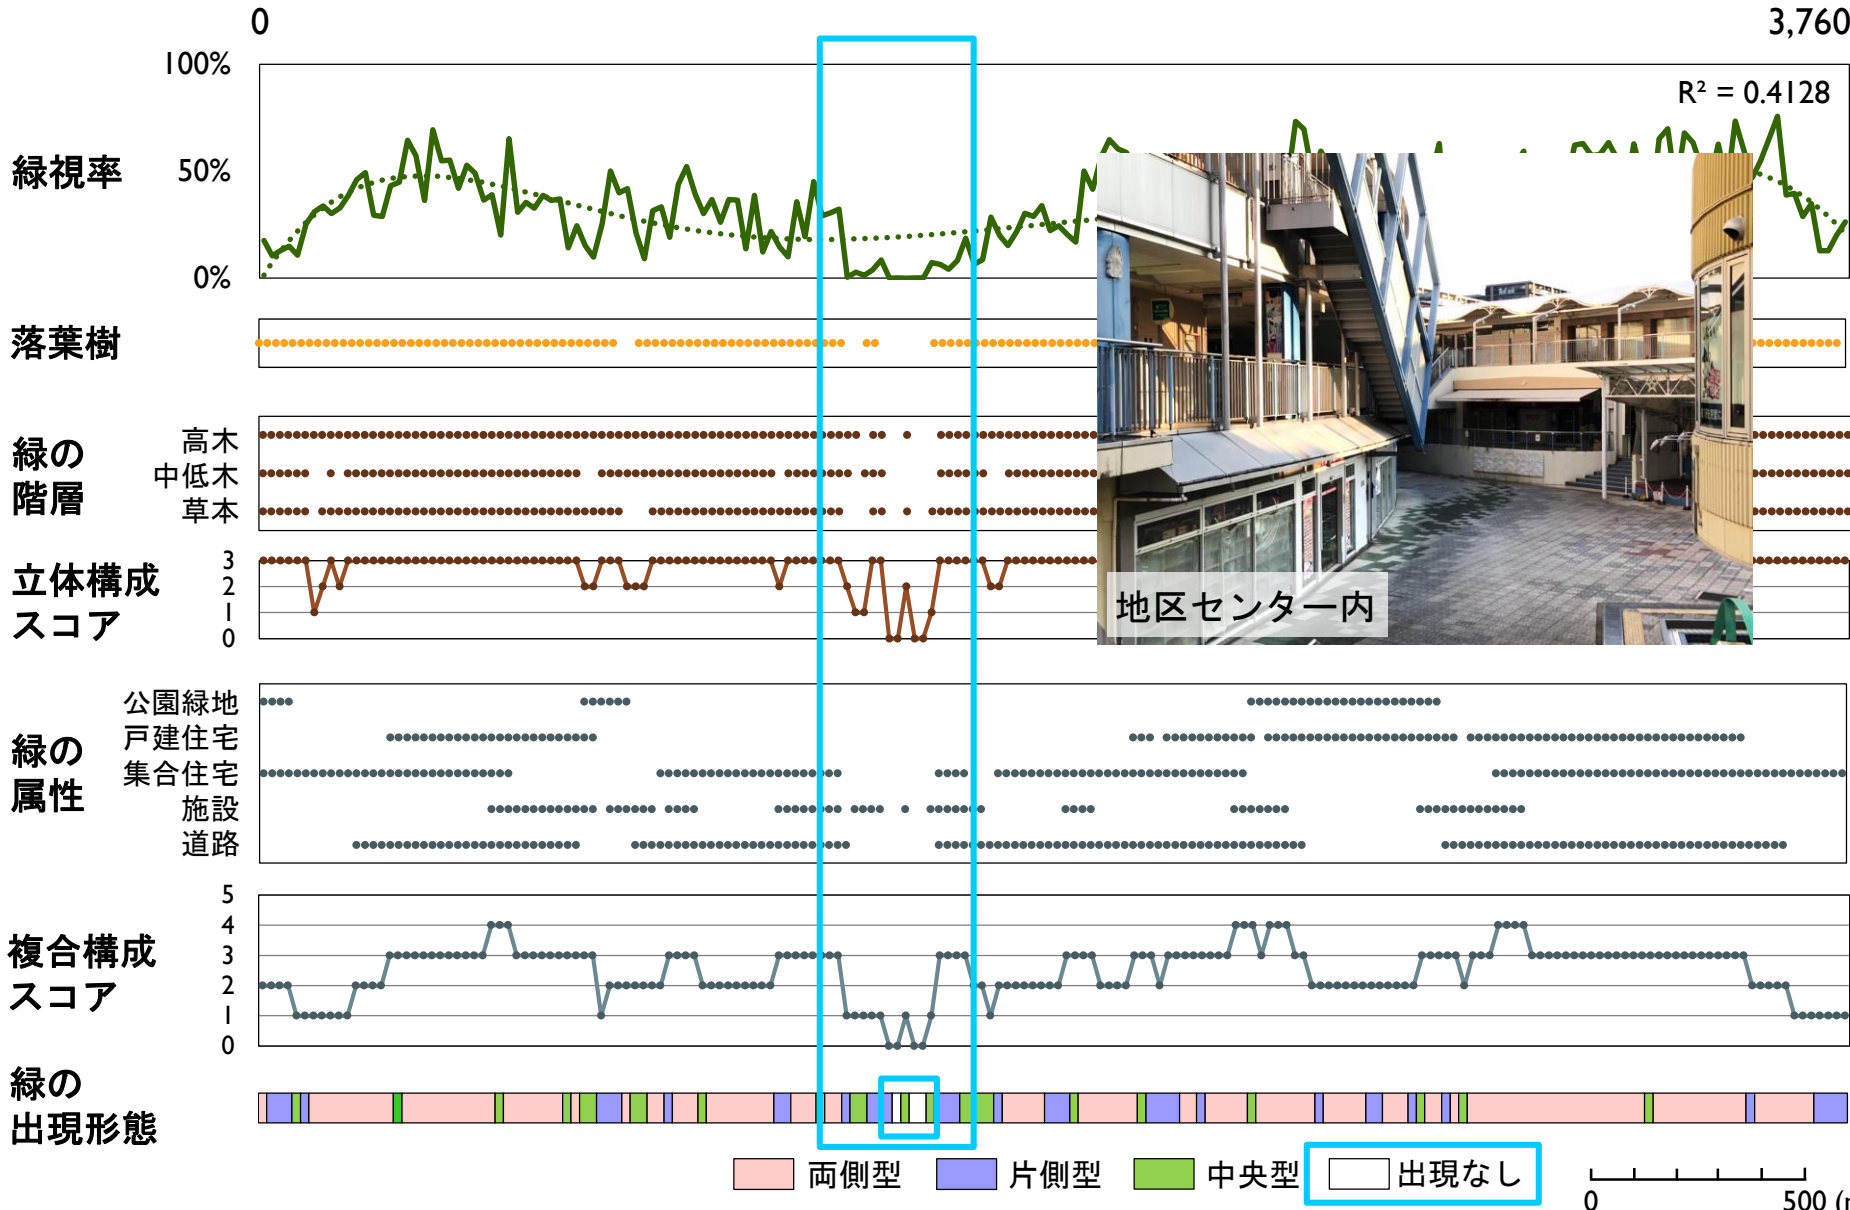 0
3,760
100%
R² = 0.4128
緑視率
50%
0%
落葉樹
緑の
階層
高木
中低木
草本
立体構成
スコア
3
2
1
0
地区センター内
緑の
属性
公園緑地
戸建住宅
集合住宅
施設
道路
複合構成
スコア
5
4
3
2
1
0
緑の
出現形態
両側型
片側型
中央型
出現なし
0
500 (